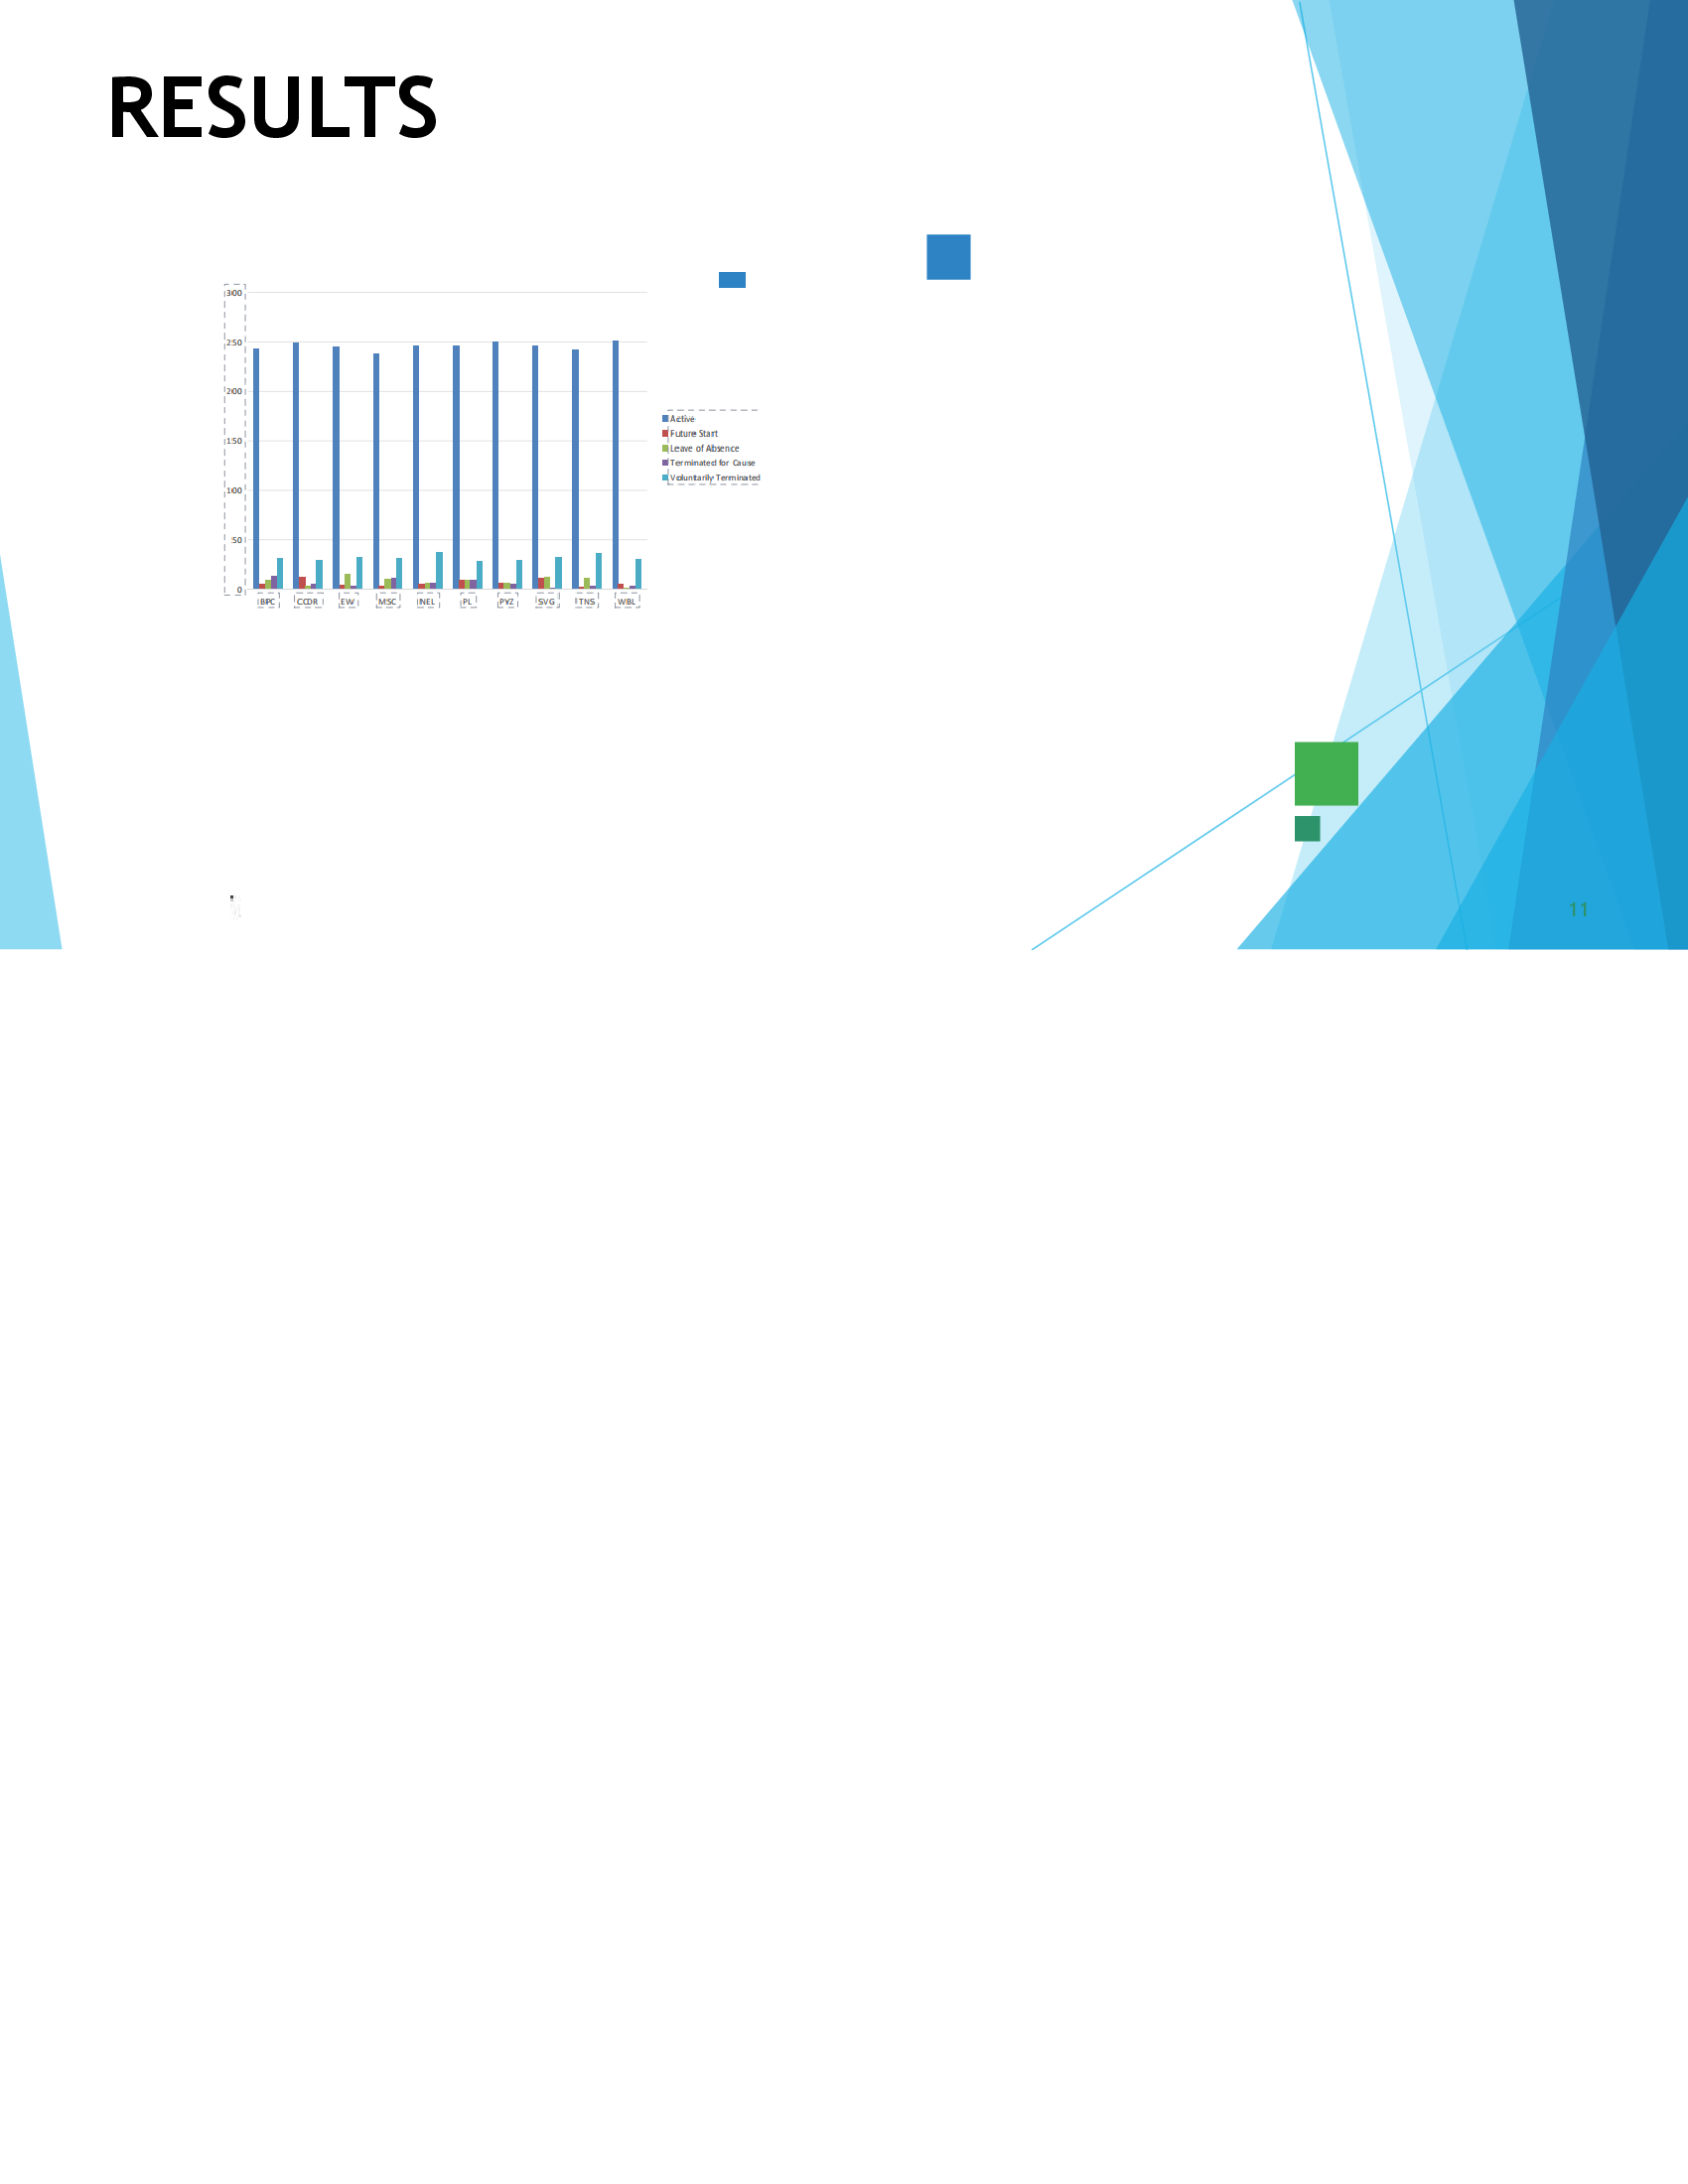 RESULTS
300
250
200
150
100
50
0
BPC CCDR EW MSC NEL PL PYZ SVG TNS WBL
Active
Future Start
Leave of Absence
Terminated for Cause
Voluntarily Terminated
11